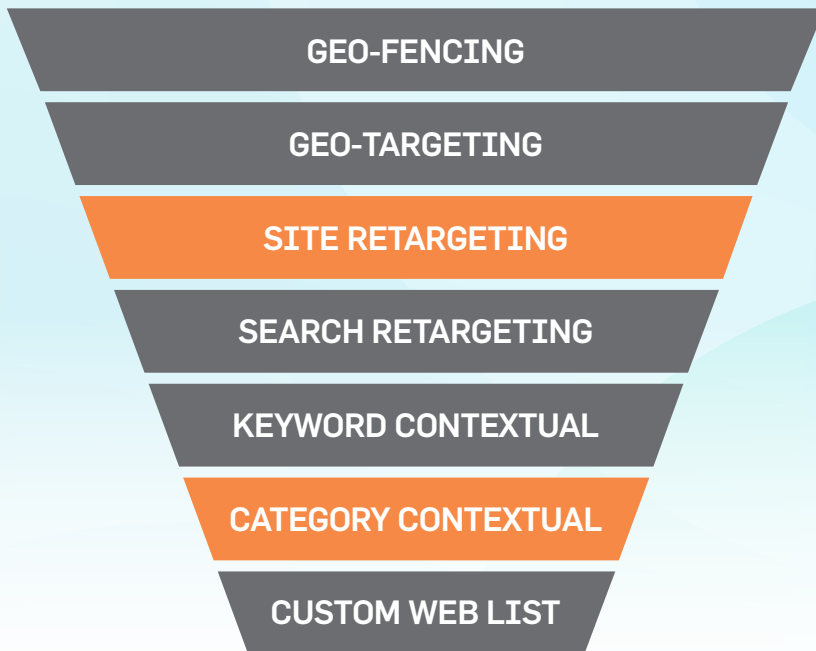 GEO-FENCING
GEO-TARGETING
SITE RETARGETING
SEARCH RETARGETING
KEYWORD CONTEXTUAL
CATEGORY CONTEXTUAL
CUSTOM WEB LIST